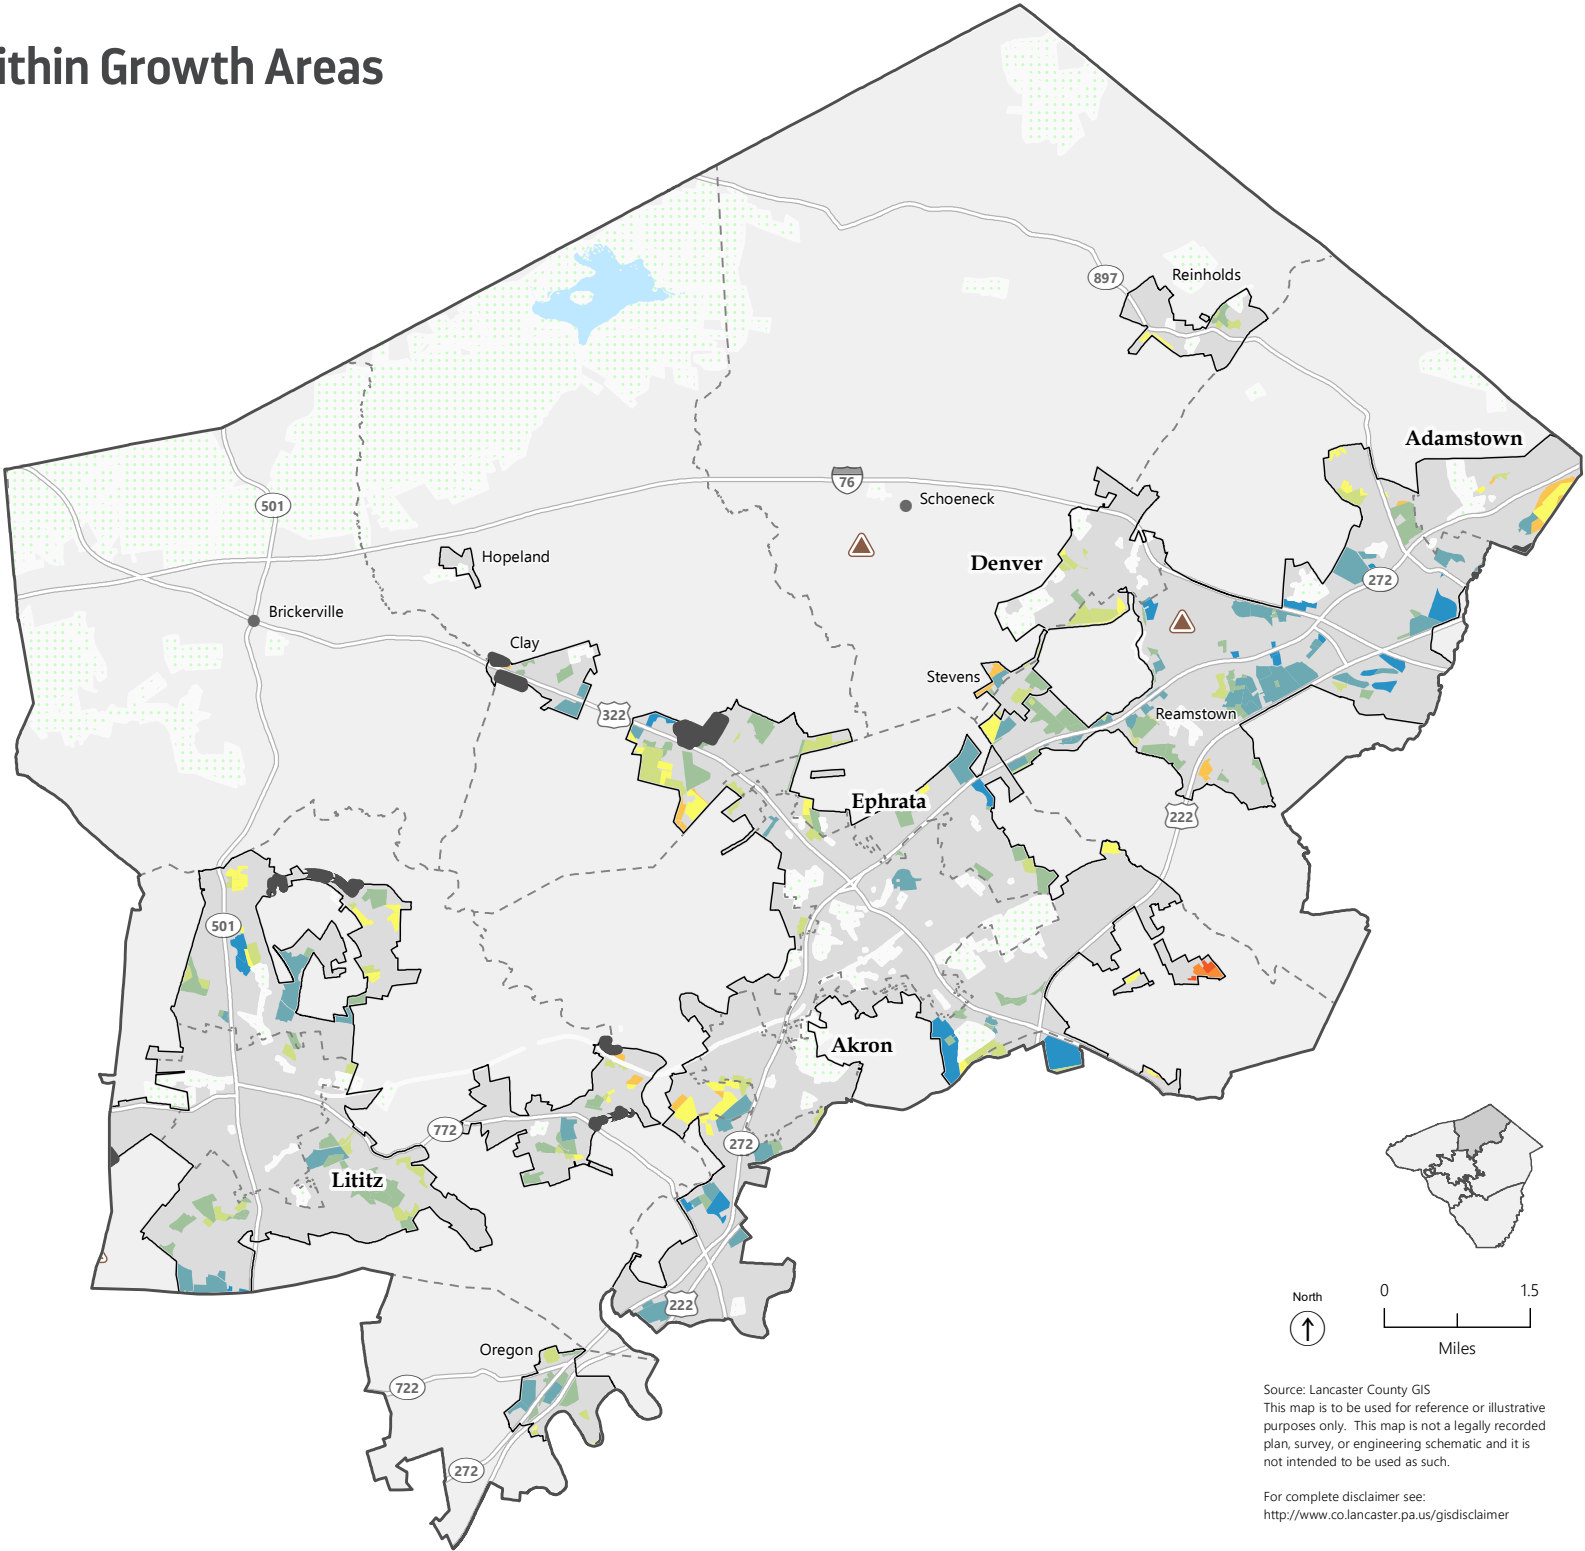 ithin Growth Areas
897
Reinholds
Adamstown
501
76
Schoeneck
Hopeland
Denver
272
Brickerville
Clay
Stevens
322
Reamstown
Ephrata
222
501
Akron
772
272
Lititz
222
North
0
1.5
Miles
Oregon
722
272
Source: Lancaster County GIS
This map is to be used for reference or illustrative
purposes only. This map is not a legally recorded
plan, survey, or engineering schematic and it is
not intended to be used as such.
For complete disclaimer see:
http://www.co.lancaster.pa.us/gisdisclaimer